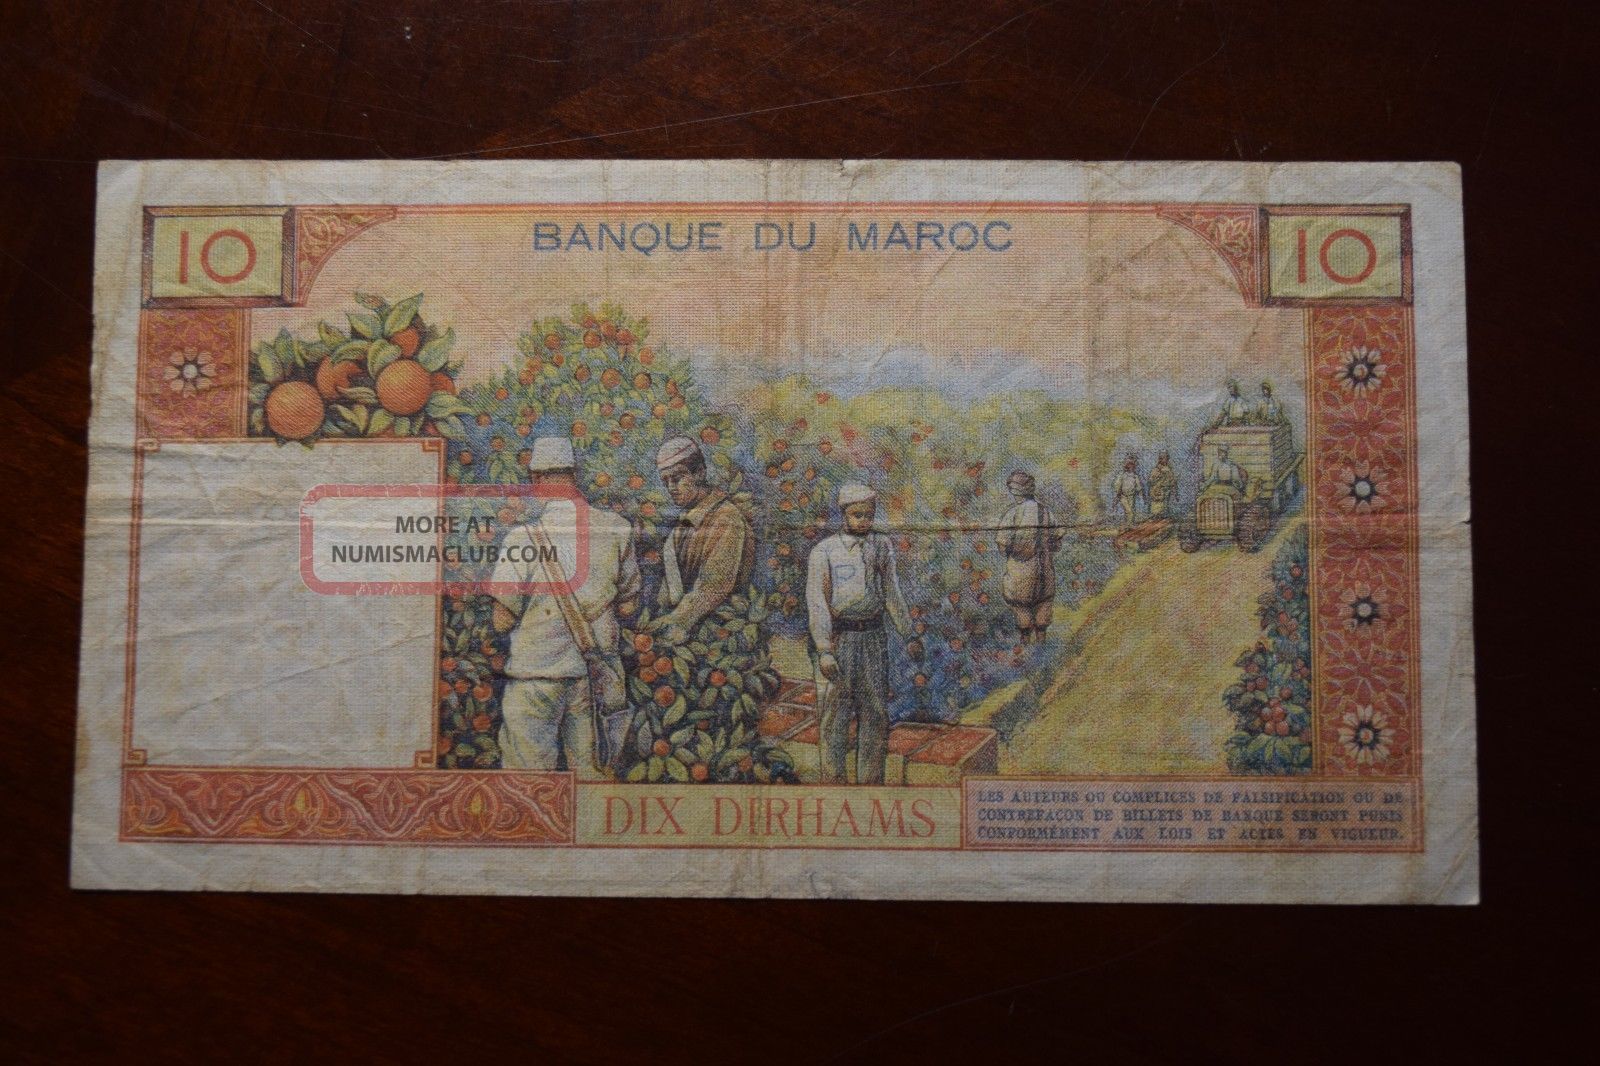 10
BANQUE DU MAROC
10
MORE AT
NUMISMACLUB.COM
DIX DIRHAMS
LES AUTEURS OU COMPLICES DE FALSIFICATION OU DE
CONTREFAÇON DE BILLETS DE BANQUE SERONT PUNIS
CONFORMÉMENT AUX LOIS ET ACTES EN VIGUEUR.